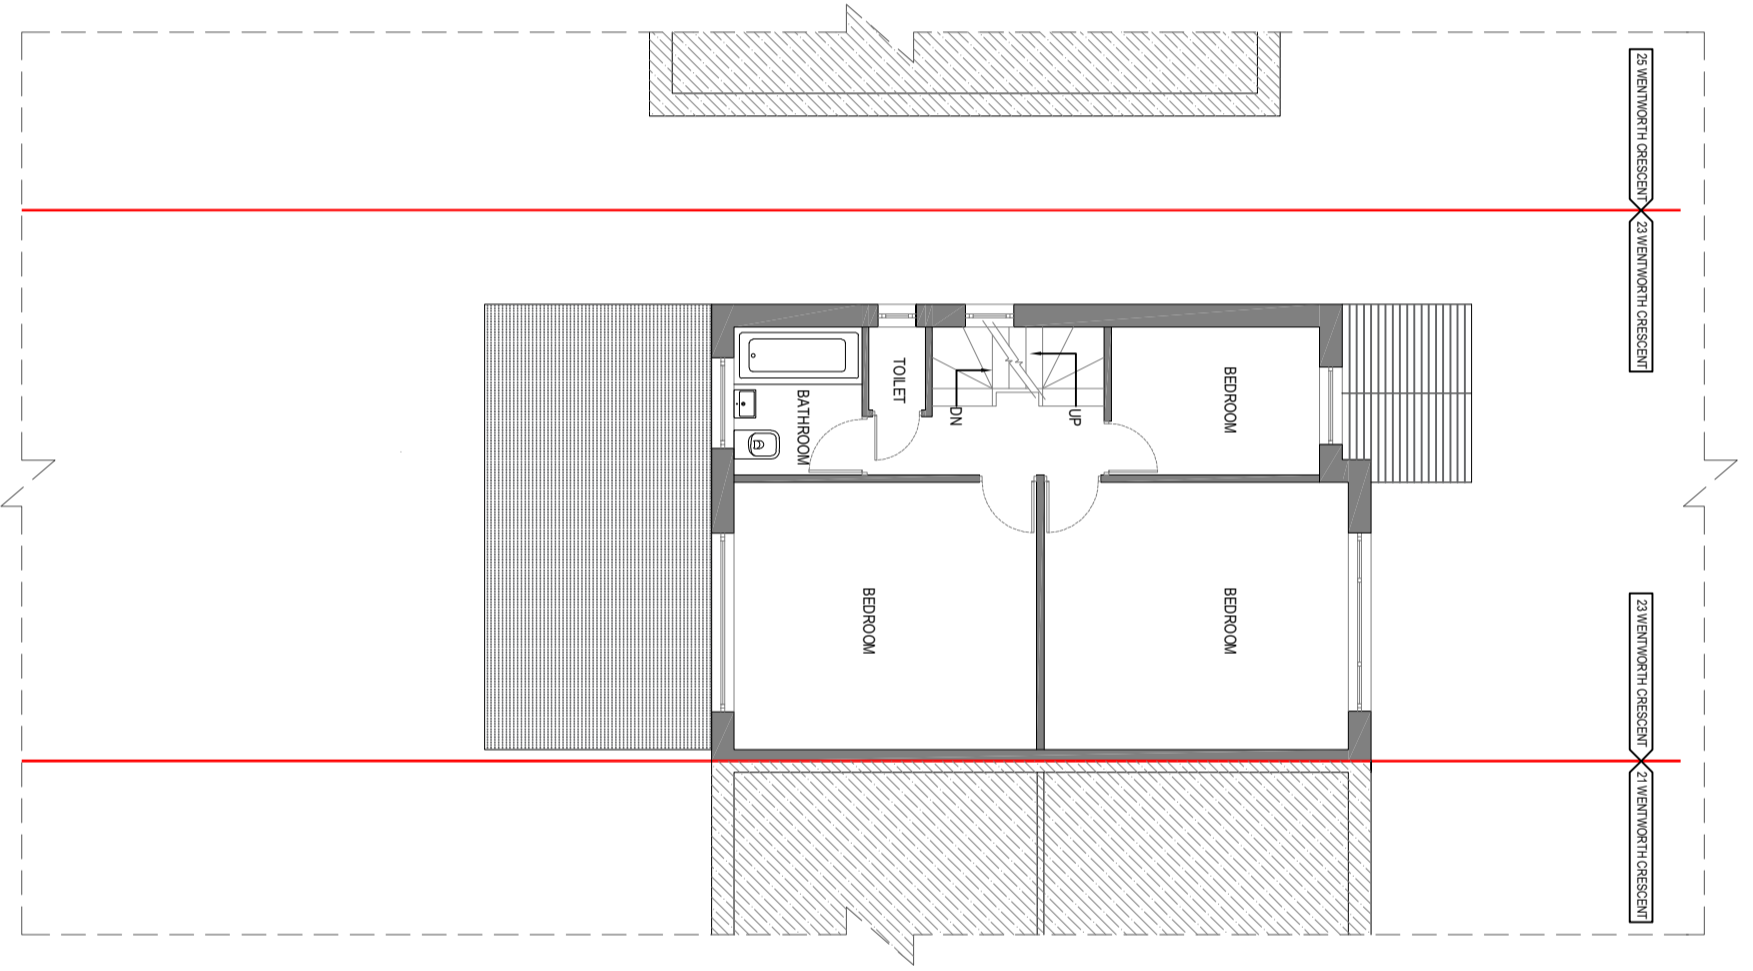 25 WENTWORTH CRESCENT
23 WENTWORTH CRESCENT
23 WENTWORTH CRESCENT
21 WENTWORTH CRESCENT
BEDROOM
BEDROOM
UP
DN
TOILET
BATHROOM
BEDROOM